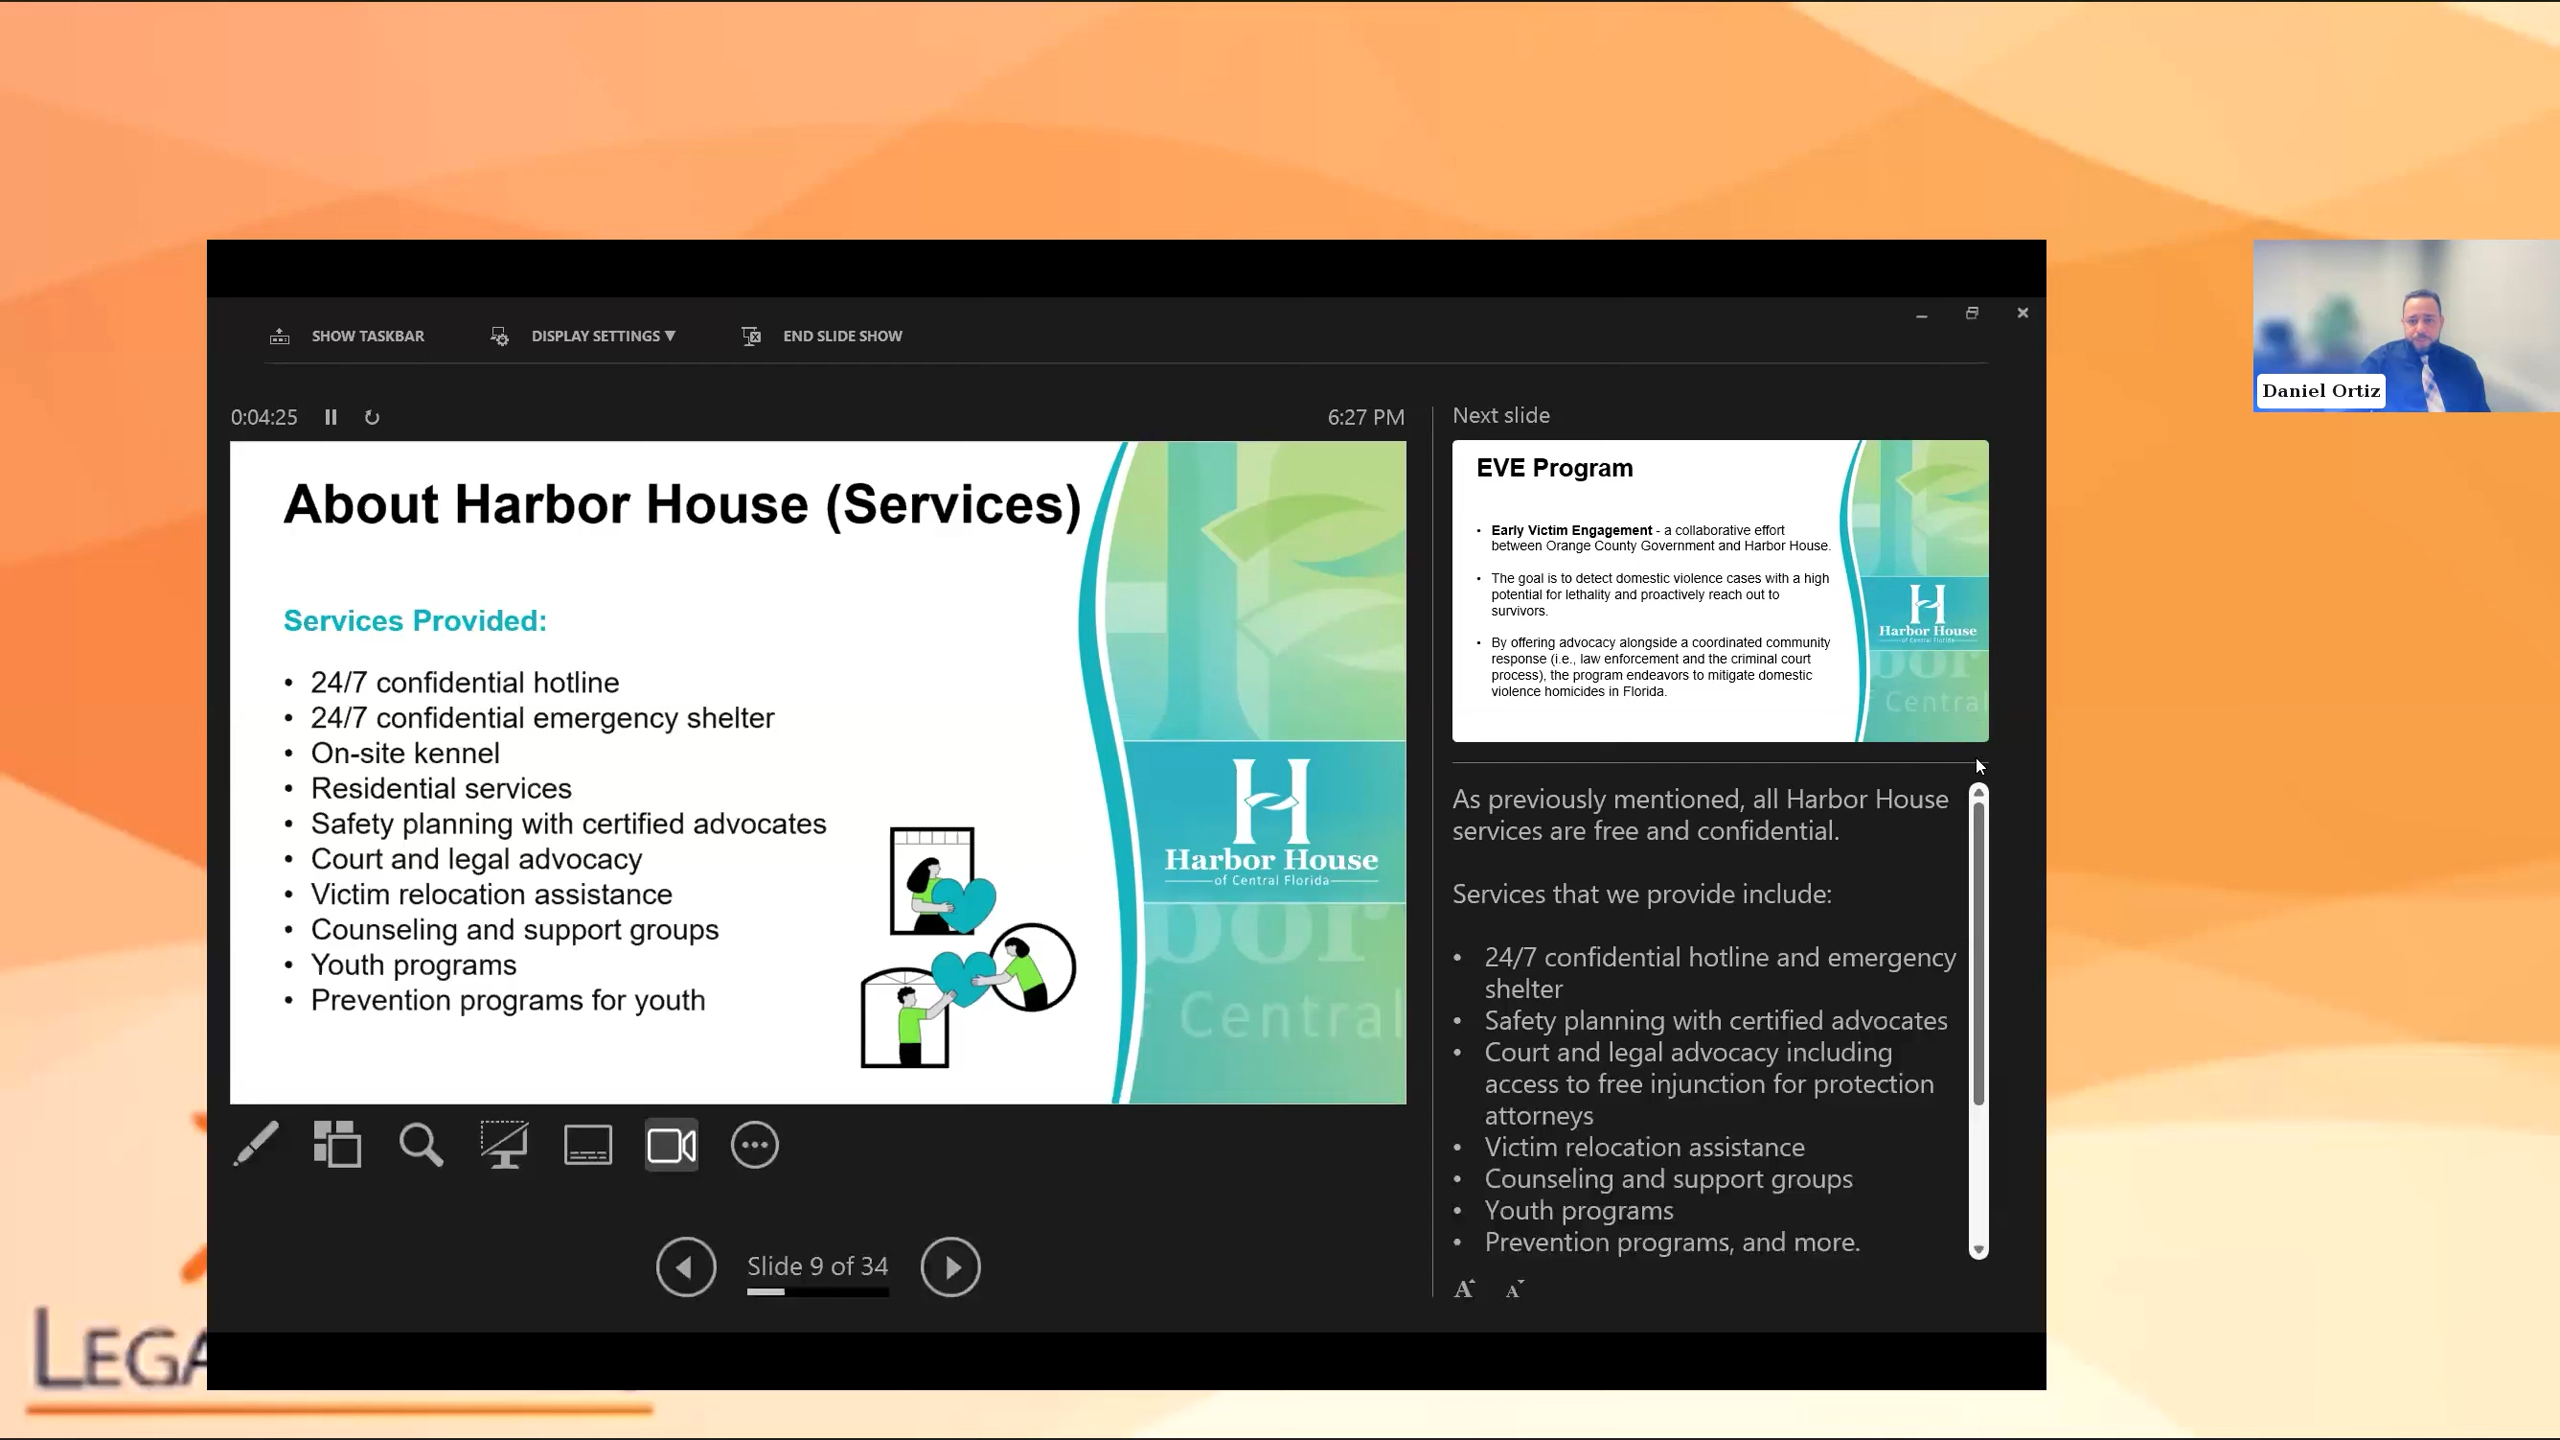 SHOW TASKBAR
DISPLAY SETTINGS ▼
END SLIDE SHOW
0:04:25
6:27 PM
About Harbor House (Services)
Services Provided:
• 24/7 confidential hotline
• 24/7 confidential emergency shelter
• On-site kennel
• Residential services
• Safety planning with certified advocates
• Court and legal advocacy
• Victim relocation assistance
• Counseling and support groups
• Youth programs
• Prevention programs for youth
H
Harbor House
of Central Florida
bor
f Central
Slide 9 of 34
Next slide
EVE Program
• Early Victim Engagement - a collaborative effort
between Orange County Government and Harbor House.
• The goal is to detect domestic violence cases with a high
potential for lethality and proactively reach out to
survivors.
• By offering advocacy alongside a coordinated community
response (i.e., law enforcement and the criminal court
process), the program endeavors to mitigate domestic
violence homicides in Florida.
H
Harbor House
of Central Florida
bor
f Central
As previously mentioned, all Harbor House
services are free and confidential.
Services that we provide include:
• 24/7 confidential hotline and emergency
shelter
• Safety planning with certified advocates
• Court and legal advocacy including
access to free injunction for protection
attorneys
• Victim relocation assistance
• Counseling and support groups
• Youth programs
• Prevention programs, and more.
A A
Daniel Ortiz
LEGA